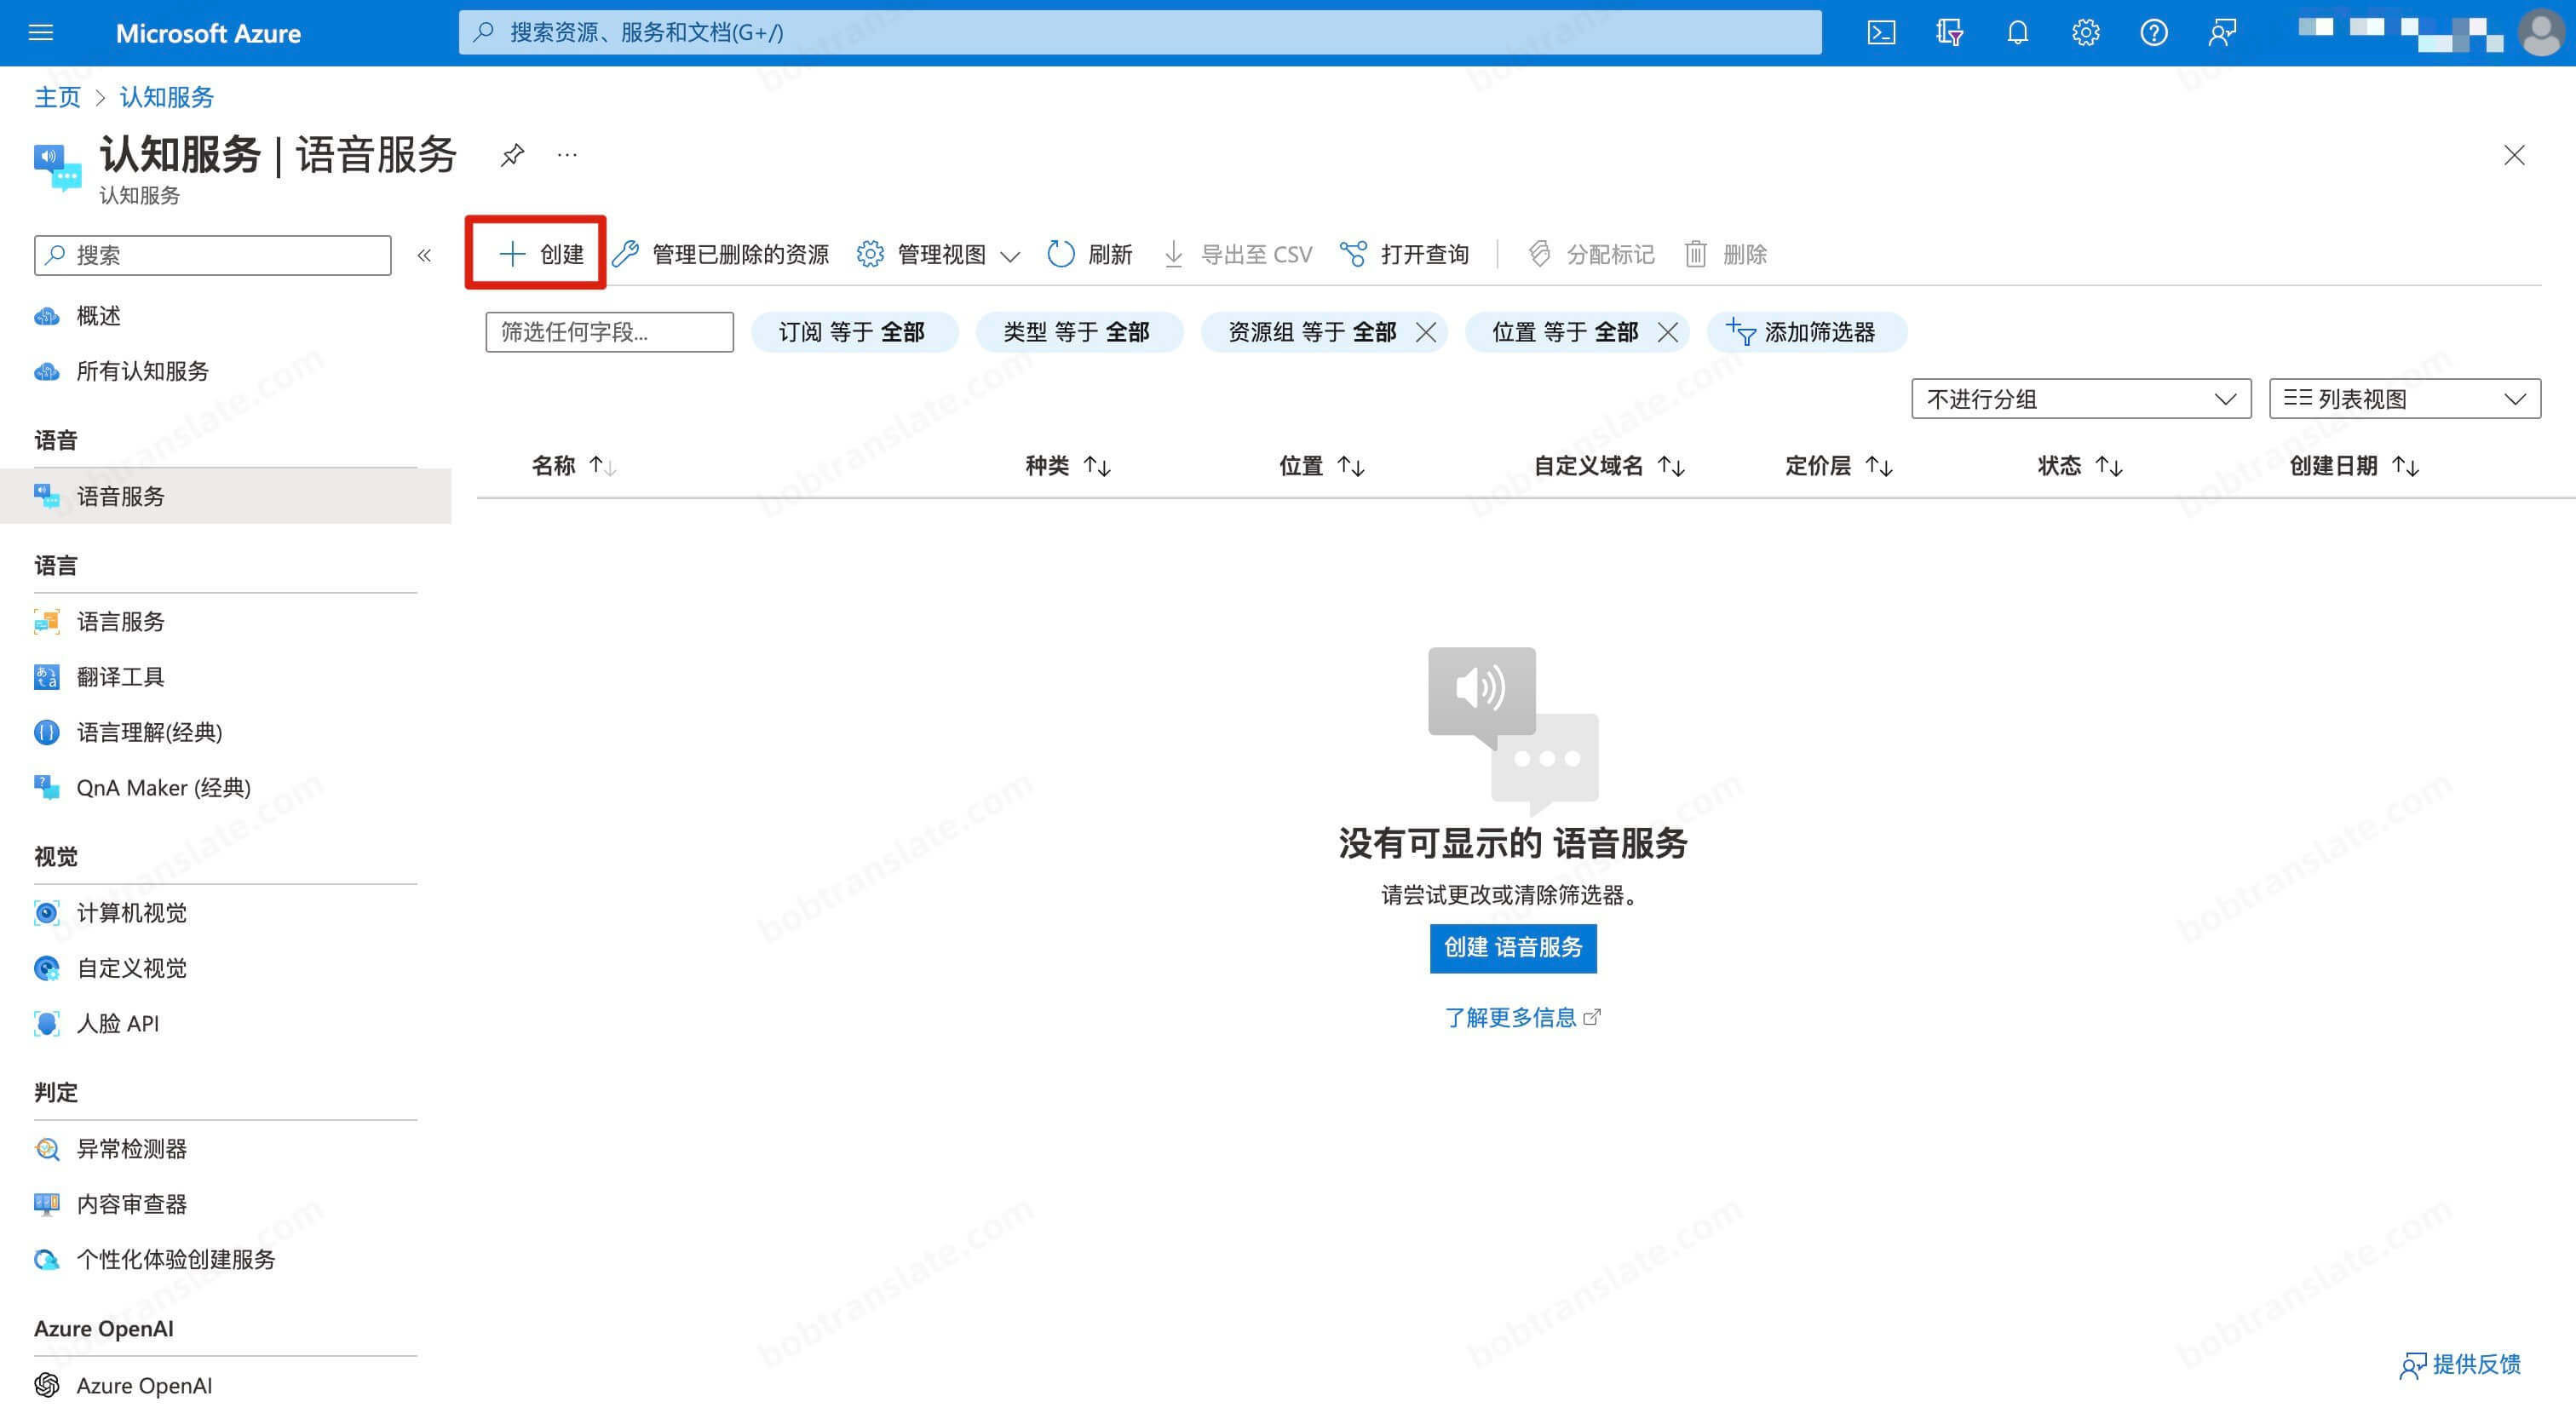 Microsoft Azure
搜索资源、服务和文档(G+/)
主页 > 认知服务
认知服务 | 语音服务
认知服务
搜索
«
创建
管理已删除的资源
管理视图
刷新
导出至 CSV
打开查询
分配标记
删除
概述
所有认知服务
语音
语音服务
语言
语言服务
翻译工具
语言理解(经典)
QnA Maker (经典)
视觉
计算机视觉
自定义视觉
人脸 API
判定
异常检测器
内容审查器
个性化体验创建服务
Azure OpenAI
Azure OpenAI
筛选任何字段...
订阅 等于 全部
类型 等于 全部
资源组 等于 全部
位置 等于 全部
添加筛选器
不进行分组
列表视图
名称 ↑↓
种类 ↑↓
位置 ↑↓
自定义域名 ↑↓
定价层 ↑↓
状态 ↑↓
创建日期 ↑↓
没有可显示的 语音服务
请尝试更改或清除筛选器。
创建 语音服务
了解更多信息
提供反馈
bobtranslate.com